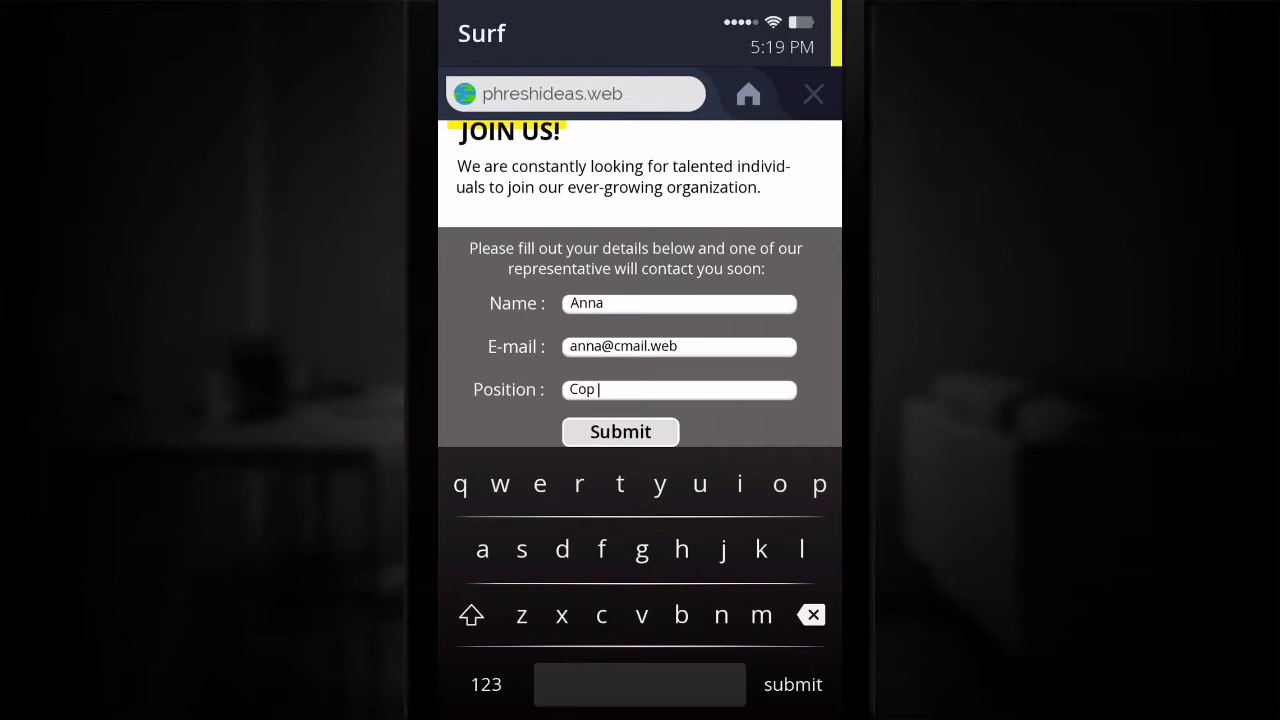 Surf
5:19 PM
phreshideas.web
JOIN US!
We are constantly looking for talented individ-
uals to join our ever-growing organization.
Please fill out your details below and one of our
representative will contact you soon:
Name : Anna
E-mail : anna@cmail.web
Position : Cop|
Submit
q w e r t y u i o p
a s d f g h j k l
z x c v b n m
123 submit